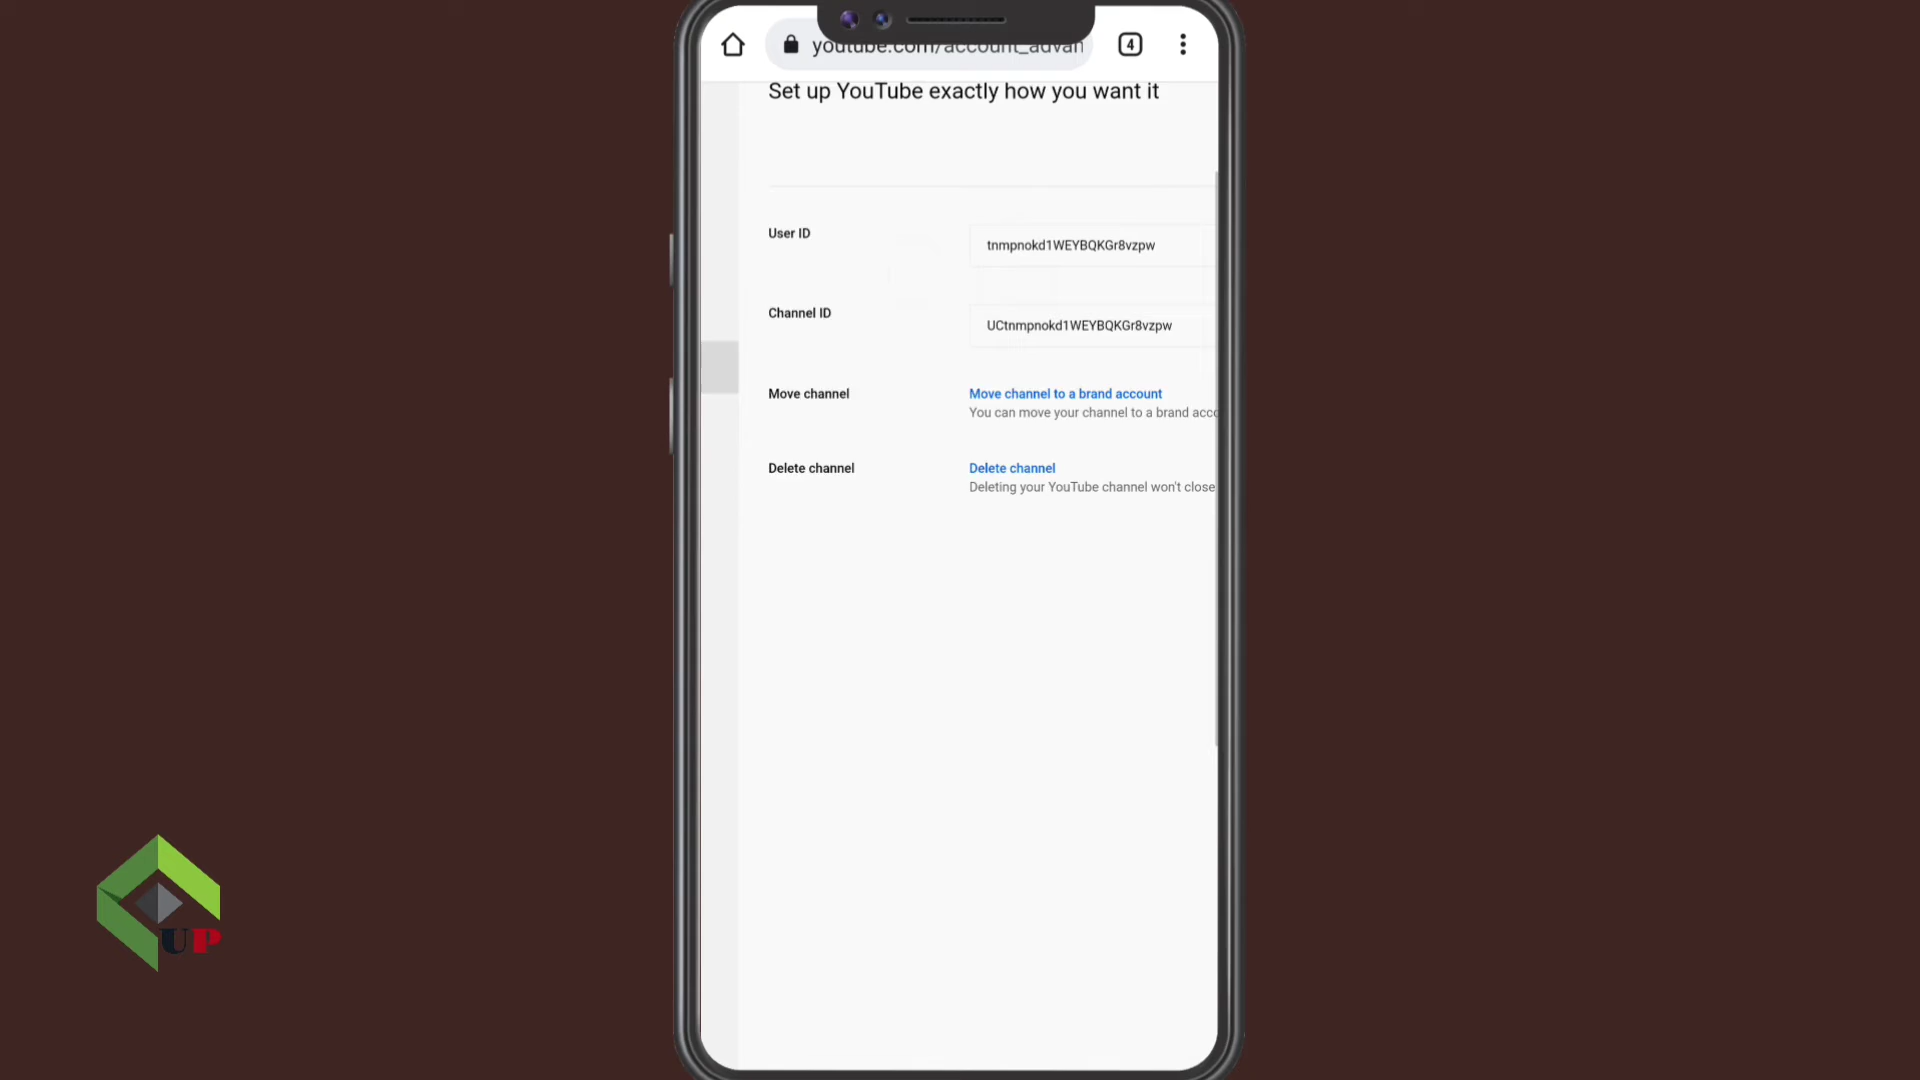 youtube.com/account_advan
4
Set up YouTube exactly how you want it
User ID
tnmpnokd1WEYBQKGr8vzpw
Channel ID
UCtnmpnokd1WEYBQKGr8vzpw
Move channel
Move channel to a brand account
You can move your channel to a brand acco
Delete channel
Delete channel
Deleting your YouTube channel won't close
UP